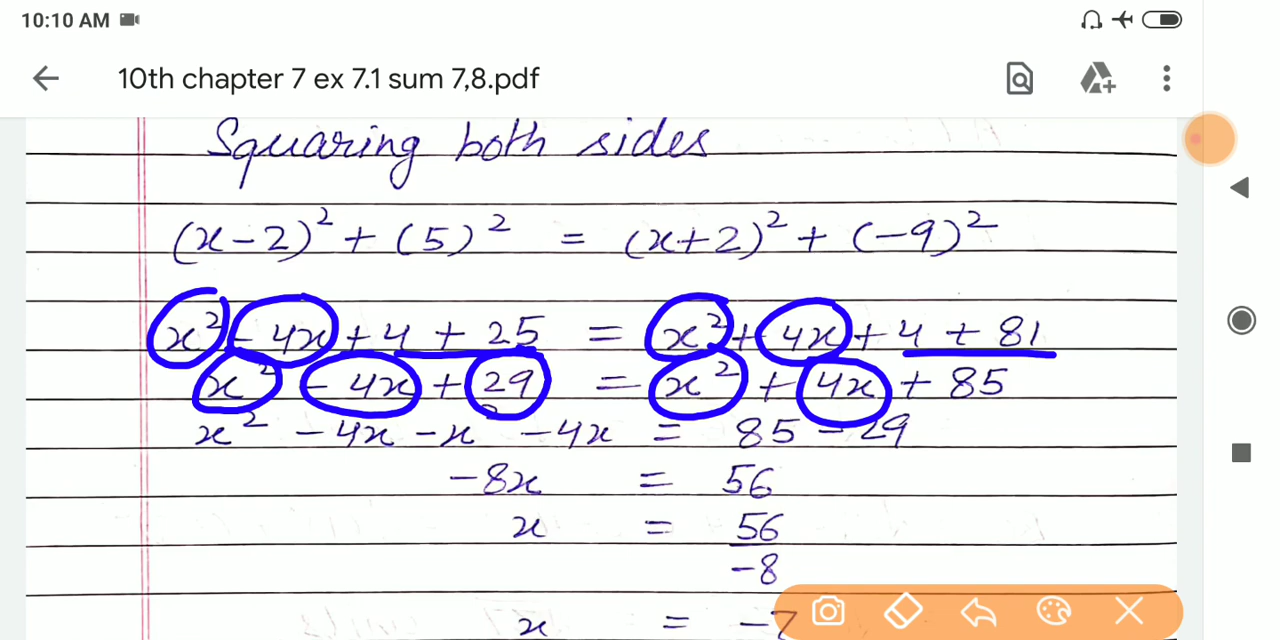 10:10 AM
10th chapter 7 ex 7.1 sum 7,8.pdf
Squaring both sides
(x-2)² + (5)² = (x+2)² + (-9)²
x² - 4x + 4 + 25 = x² + 4x + 4 + 81
x² - 4x + 29 = x² + 4x + 85
x² - 4x - x² - 4x = 85 - 29
-8x = 56
x = 56
-8
x = -7